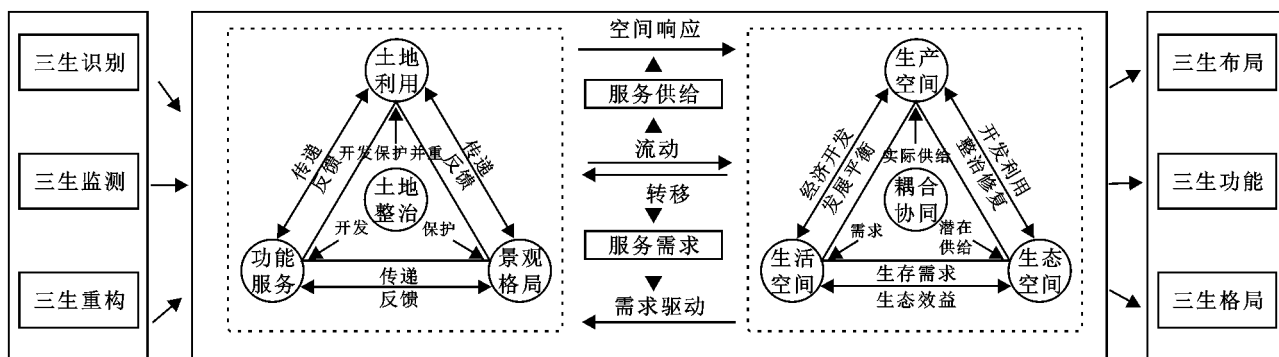 三生识别
三生监测
三生重构
土地
利用
传递
反馈
开发保护并重
传递
反馈
土地
整治
开发
保护
功能
服务
景观
格局
传递
反馈
空间响应
服务供给
流动
转移
服务需求
需求驱动
生产
空间
经济开发
发展平衡
实际供给
开发利用
整治修复
耦合
协同
需求
潜在
供给
生活
空间
生态
空间
生存需求
生态效益
三生布局
三生功能
三生格局